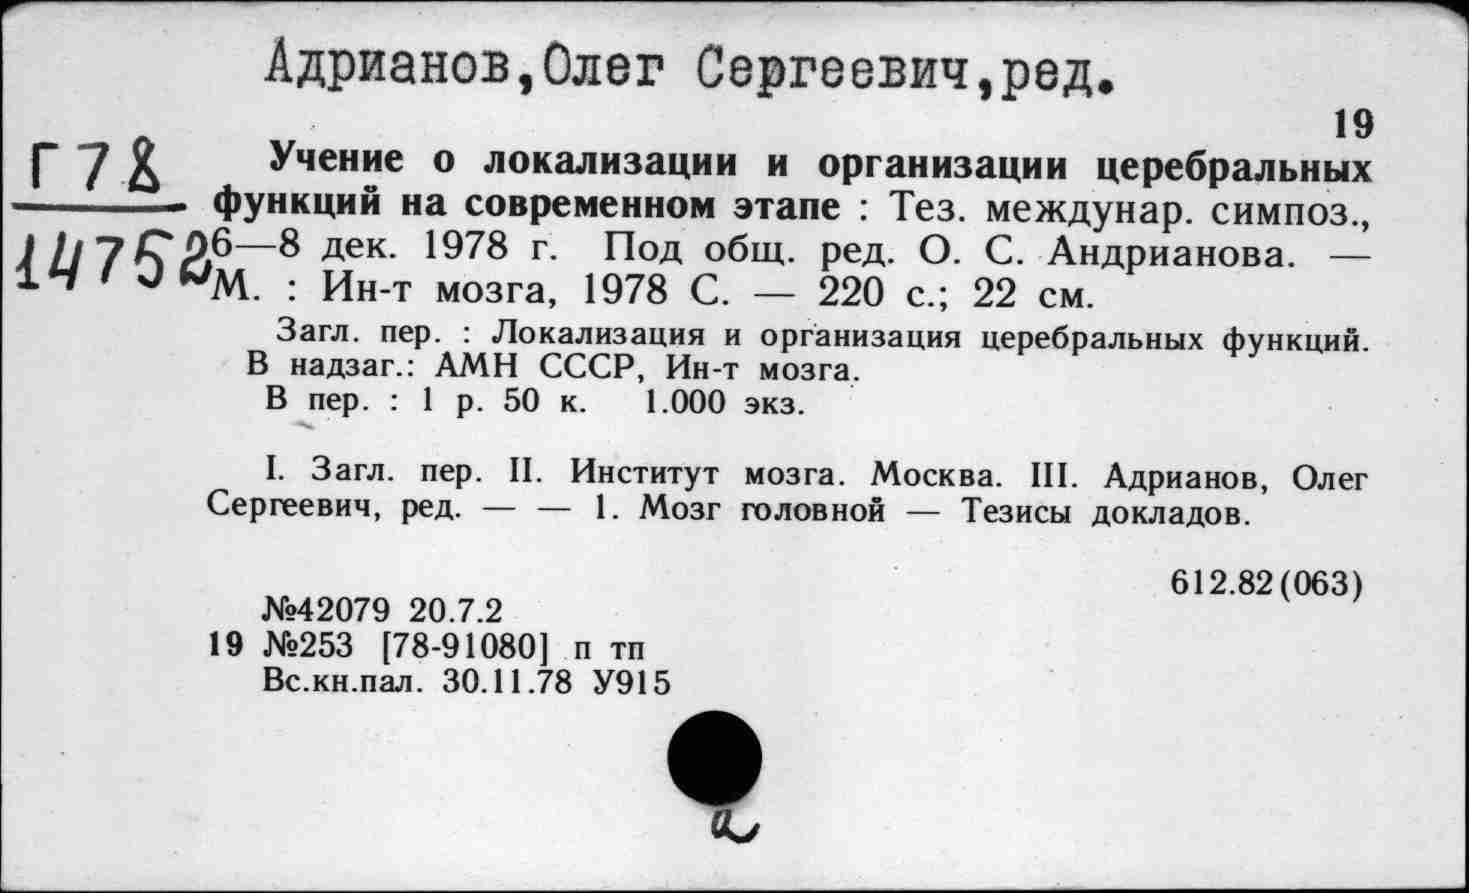 Адрианов,Олег Сергеевич,ред.
19
Г78
14752
Учение о локализации и организации церебральных
функций на современном этапе : Тез. междунар. симпоз.,
6—8 дек. 1978 г. Под общ. ред. О. С. Андрианова. —
М. : Ин-т мозга, 1978 С. — 220 с.; 22 см.
Загл. пер. : Локализация и организация церебральных функций.
В надзаг.: АМН СССР, Ин-т мозга.
В пер. : 1 р. 50 к. 1.000 экз.
I. Загл. пер. II. Институт мозга. Москва. III. Адрианов, Олег
Сергеевич, ред. — — 1. Мозг головной — Тезисы докладов.
612.82(063)
№42079 20.7.2
19 №253 [78-91080] п тп
Вс.кн.пал. 30.11.78 У915